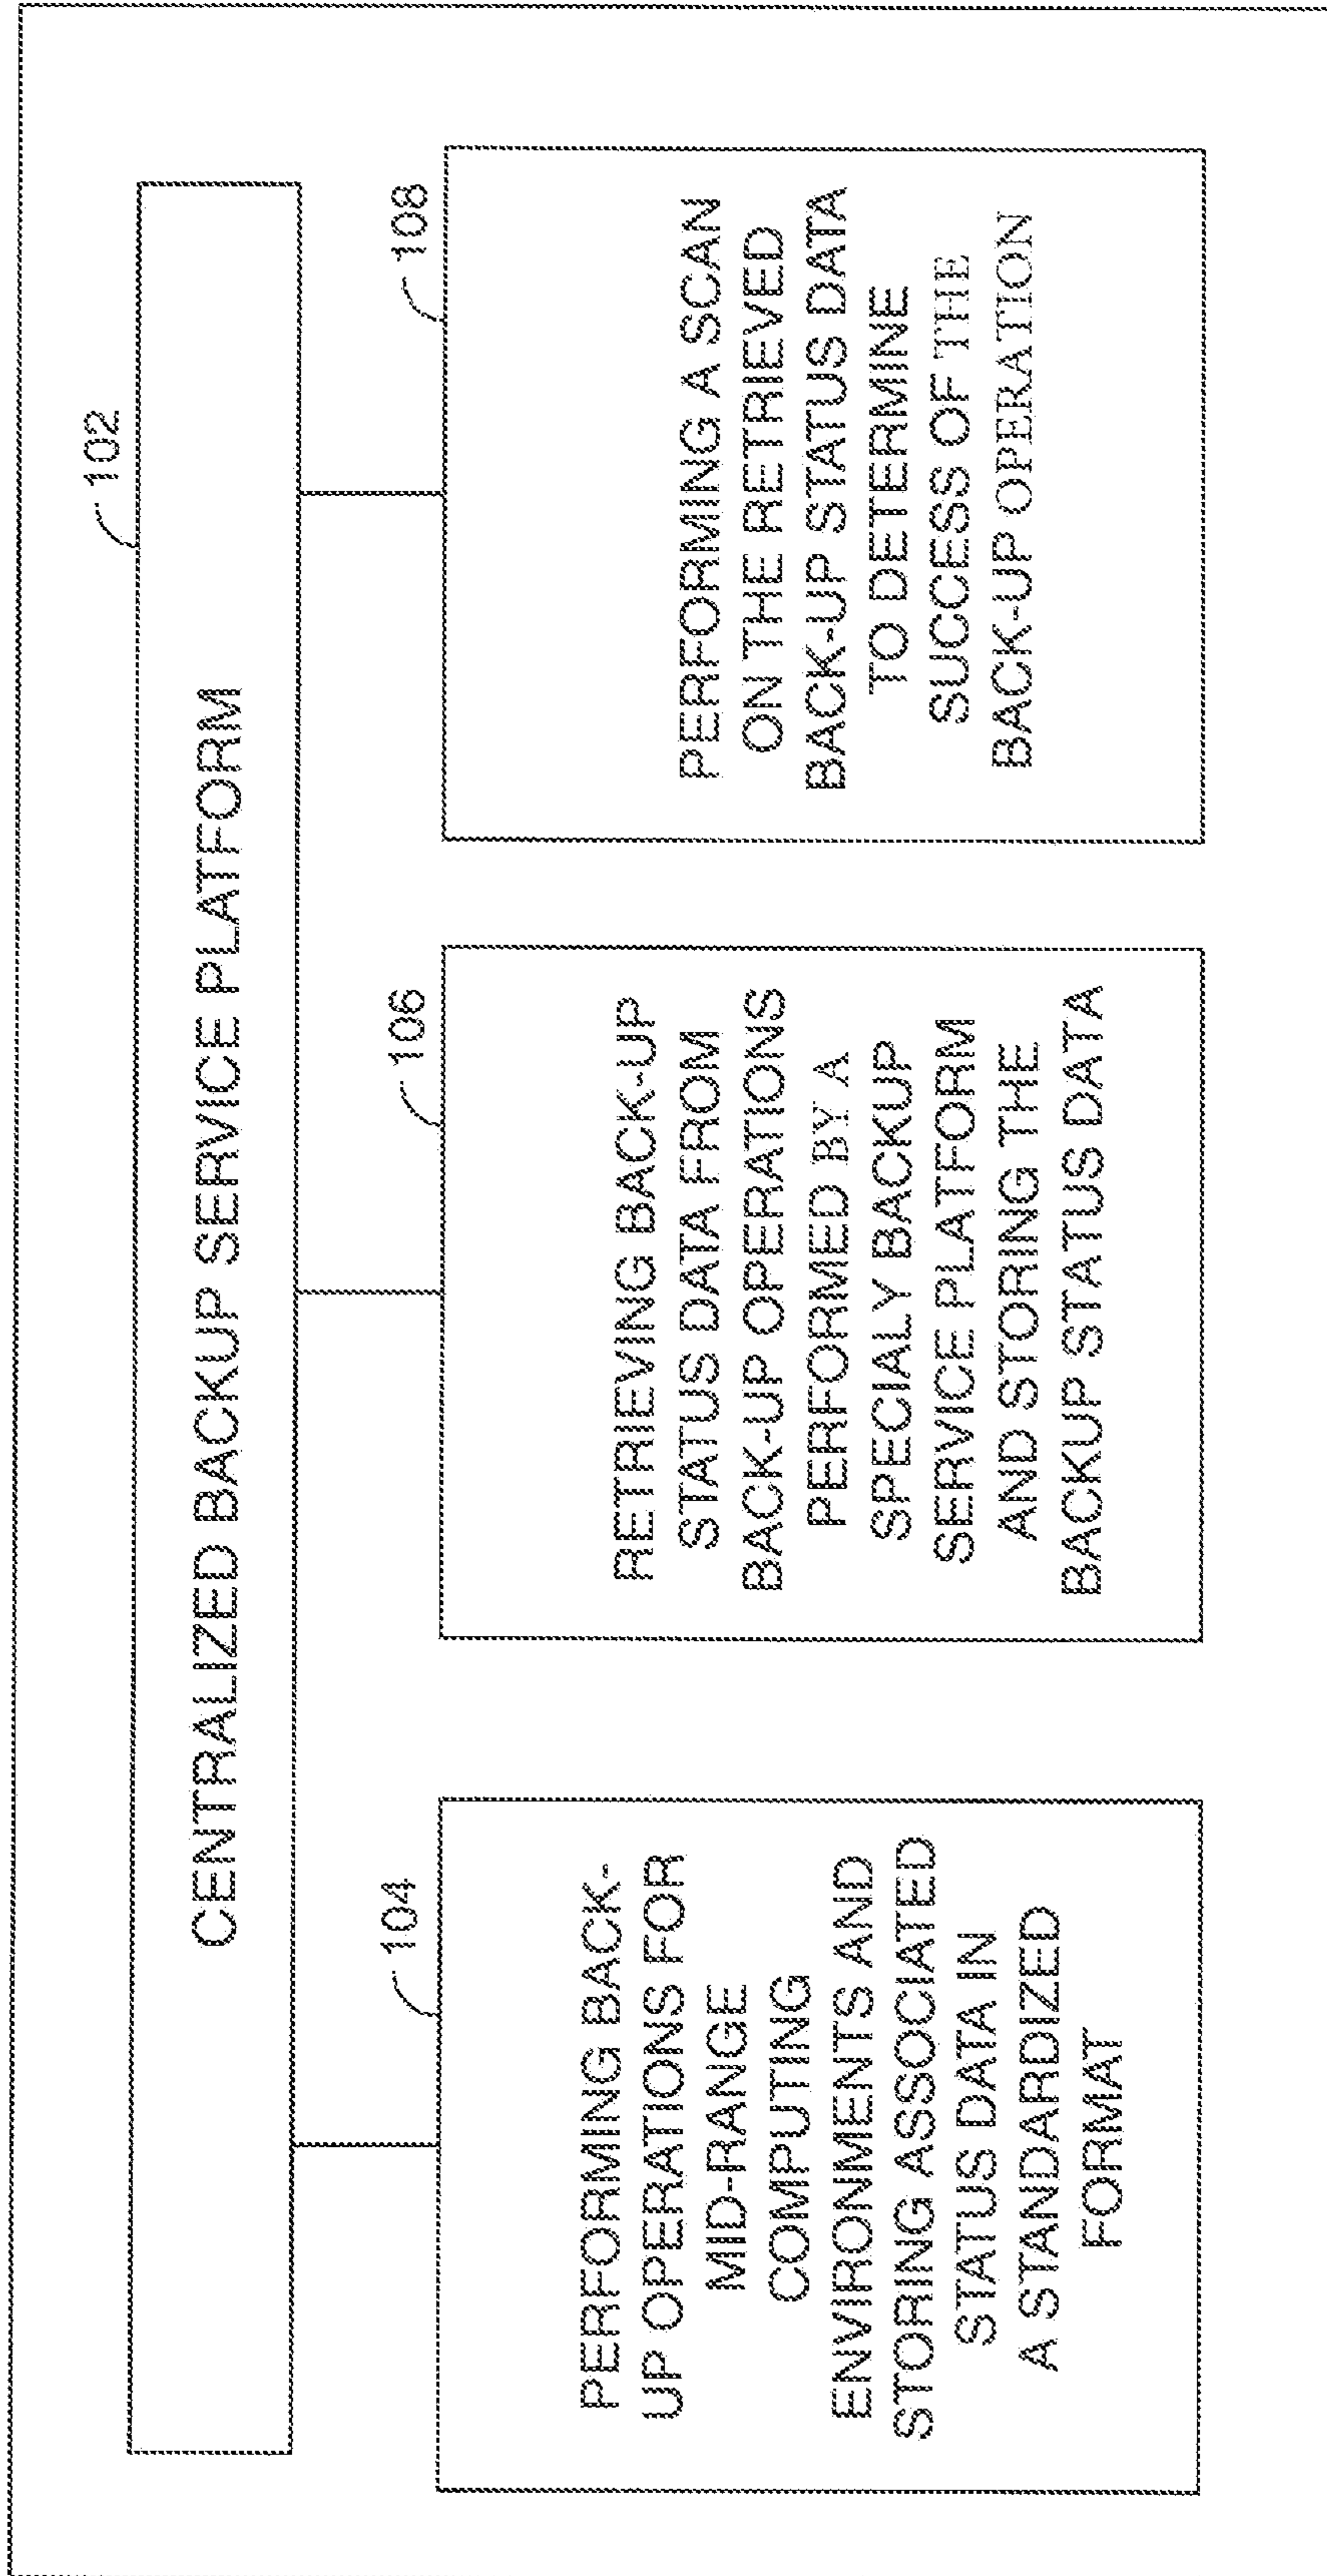 102
CENTRALIZED BACKUP SERVICE PLATFORM
104
PERFORMING BACK-
UP OPERATIONS FOR
MID-RANGE
COMPUTING
ENVIRONMENTS AND
STORING ASSOCIATED
STATUS DATA IN
A STANDARDIZED
FORMAT
106
RETRIEVING BACK-UP
STATUS DATA FROM
BACK-UP OPERATIONS
PERFORMED BY A
SPECIALY BACKUP
SERVICE PLATFORM
AND STORING THE
BACKUP STATUS DATA
108
PERFORMING A SCAN
ON THE RETRIEVED
BACK-UP STATUS DATA
TO DETERMINE
SUCCESS OF THE
BACK-UP OPERATION